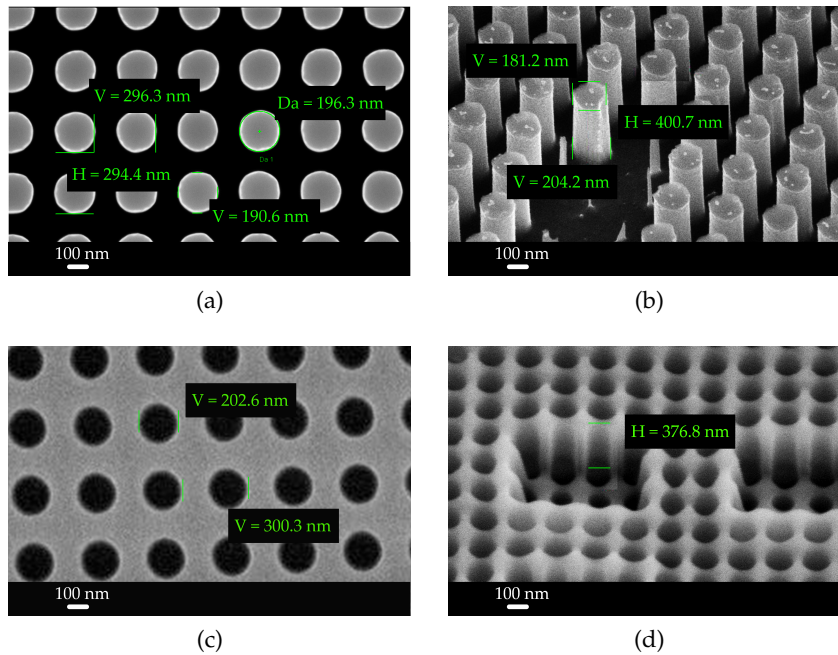 V = 296.3 nm
Da = 196.3 nm
Da 1
H = 294.4 nm
V = 190.6 nm
100 nm
(a)
V = 181.2 nm
H = 400.7 nm
V = 204.2 nm
100 nm
(b)
V = 202.6 nm
V = 300.3 nm
100 nm
(c)
H = 376.8 nm
100 nm
(d)